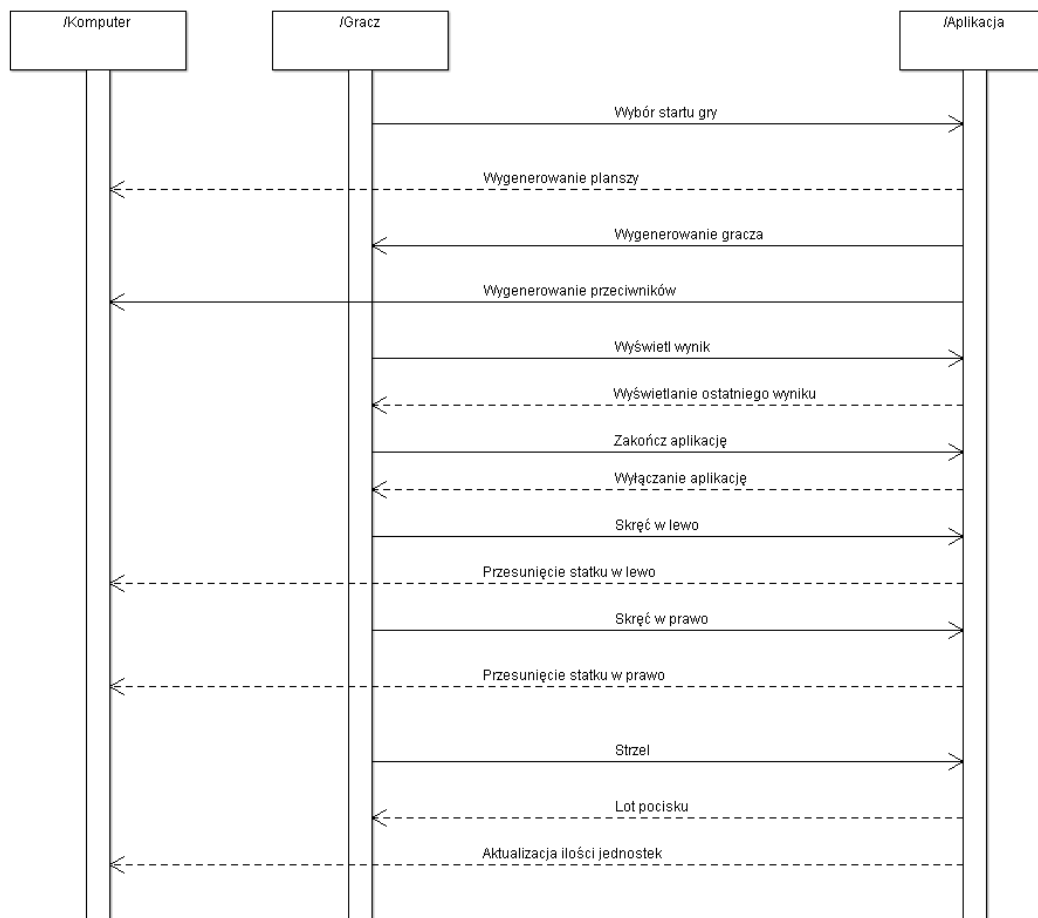 /Komputer
/Gracz
/Aplikacja
Wybór startu gry
Wygenerowanie planszy
Wygenerowanie gracza
Wygenerowanie przeciwników
Wyświetl wynik
Wyświetlanie ostatniego wyniku
Zakończ aplikację
Wyłączanie aplikację
Skręć w lewo
Przesunięcie statku w lewo
Skręć w prawo
Przesunięcie statku w prawo
Strzel
Lot pocisku
Aktualizacja ilości jednostek